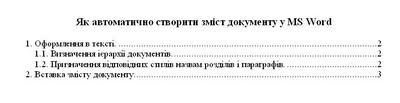 Як автоматично створити зміст документу у MS Word
1. Оформлення в тексті. ........................................................................ 2
1.1. Визначення ієрархії документів. ........................................................................ 2
1.2. Призначення відповідних стилів назвам розділів і параграфів. ........................................................................ 2
2. Вставка змісту документу ........................................................................ 3